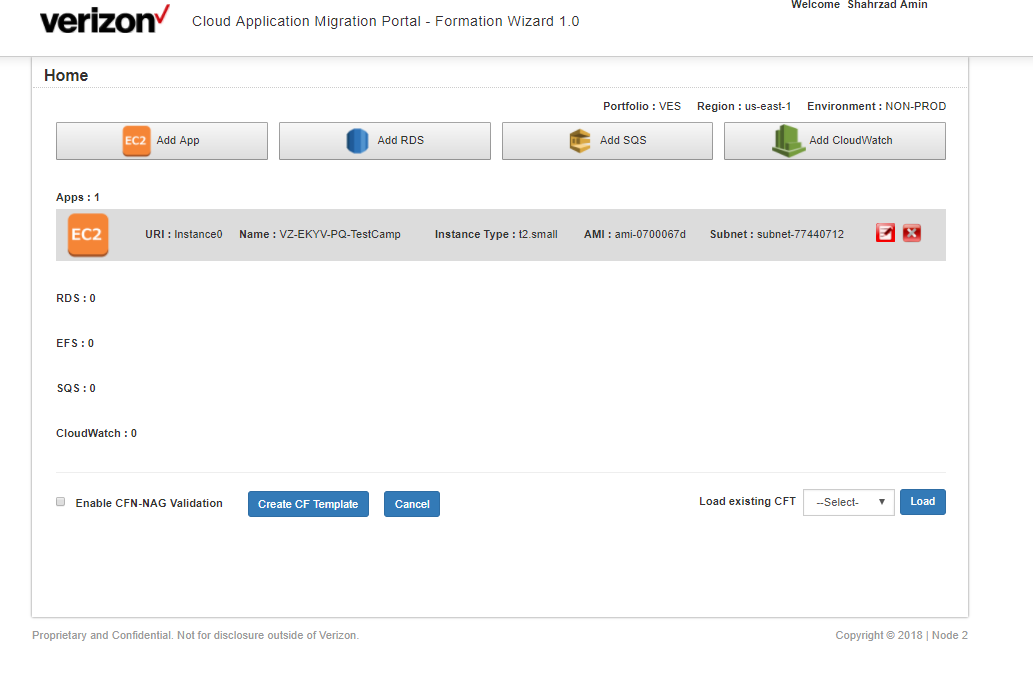 Welcome Shahrzad Amin
verizon Cloud Application Migration Portal - Formation Wizard 1.0
Home
Portfolio : VES Region : us-east-1 Environment : NON-PROD
EC2 Add App Add RDS Add SQS Add CloudWatch
Apps : 1
EC2 URI : Instance0 Name : VZ-EKYV-PQ-TestCamp Instance Type : t2.small AMI : ami-0700067d Subnet : subnet-77440712
RDS : 0
EFS : 0
SQS : 0
CloudWatch : 0
Enable CFN-NAG Validation Create CF Template Cancel Load existing CFT --Select- Load
Proprietary and Confidential. Not for disclosure outside of Verizon. Copyright © 2018 | Node 2